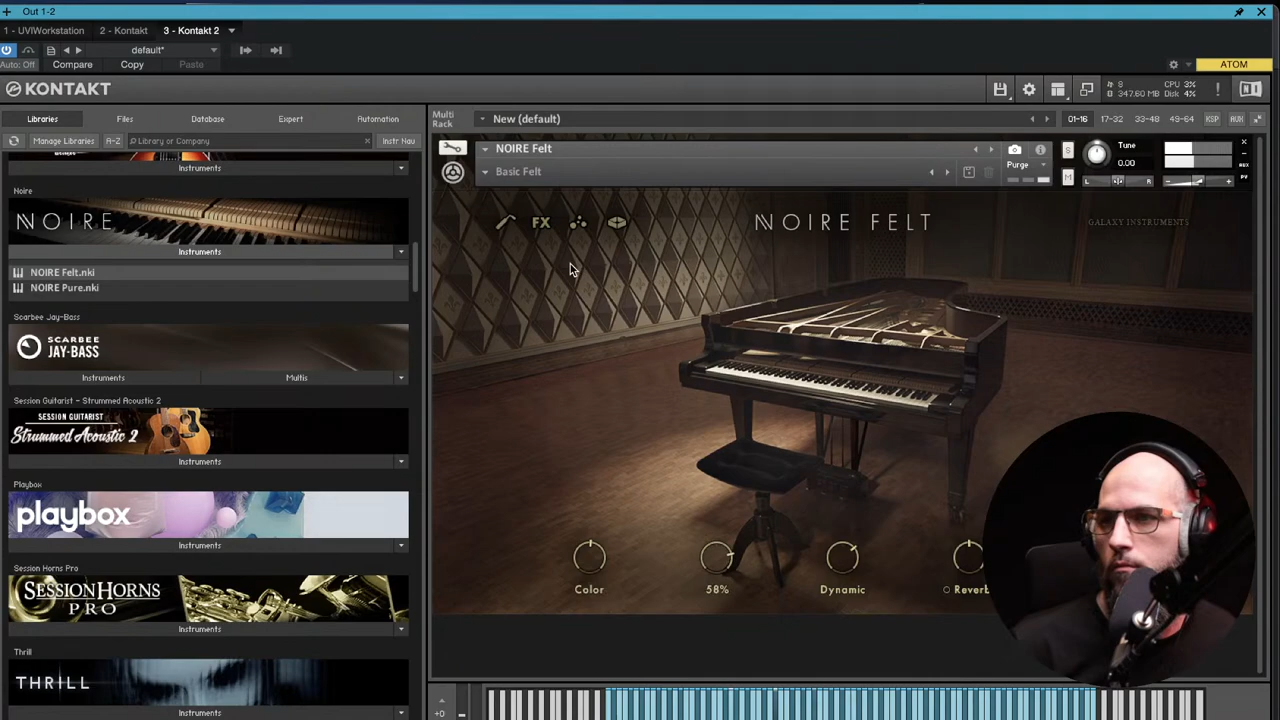 Out 1-2
1 - UVIWorkstation
2 - Kontakt
3 - Kontakt 2
default*
Auto: Off
Compare
Copy
Paste
ATOM
KONTAKT
8
347.60 MB
CPU 3%
Disk 4%
!
Libraries
Files
Database
Expert
Automation
Manage Libraries
A-Z
Library or Company
Instr Nav
Multi
Rack
New (default)
01-16
17-32
33-48
49-64
KSP
AUX
Instruments
Noire
NOIRE
Instruments
NOIRE Felt.nki
NOIRE Pure.nki
Scarbee Jay-Bass
SCARBEE
JAY-BASS
Instruments
Multis
Session Guitarist - Strummed Acoustic 2
SESSION GUITARIST
Strummed Acoustic 2
Instruments
Playbox
playbox
Instruments
Session Horns Pro
SESSION HORNS
PRO
Instruments
Thrill
THRILL
Instruments
NOIRE Felt
Basic Felt
Purge
S
M
Tune
0.00
L
R
AUX
PV
FX
NOIRE FELT
GALAXY INSTRUMENTS
Color
58%
Dynamic
Reverb
+0